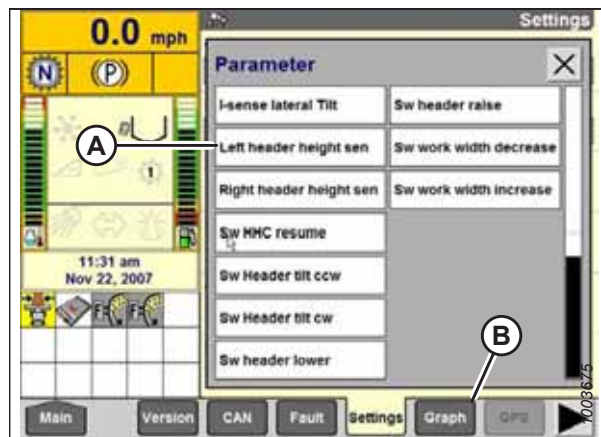 0.0 mph
Settings
N
(P)
Parameter
X
I-sense lateral Tilt
Sw header raise
A
Left header height sen
Sw work width decrease
1
Right header height sen
Sw work width increase
Sw HHC resume
11:31 am
Nov 22, 2007
Sw Header tilt ccw
Sw Header tilt cw
B
Sw header lower
Main
Version
CAN
Fault
Settings
Graph
GPS
1003675